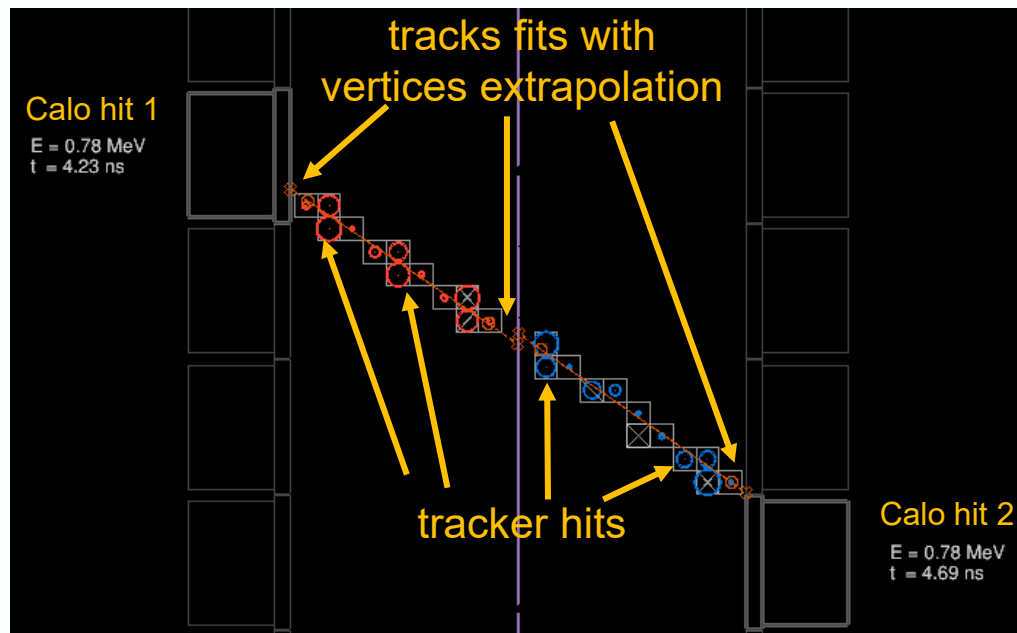 tracks fits with
vertices extrapolation
Calo hit 1
E = 0.78 MeV
t = 4.23 ns
tracker hits
Calo hit 2
E = 0.78 MeV
t = 4.69 ns